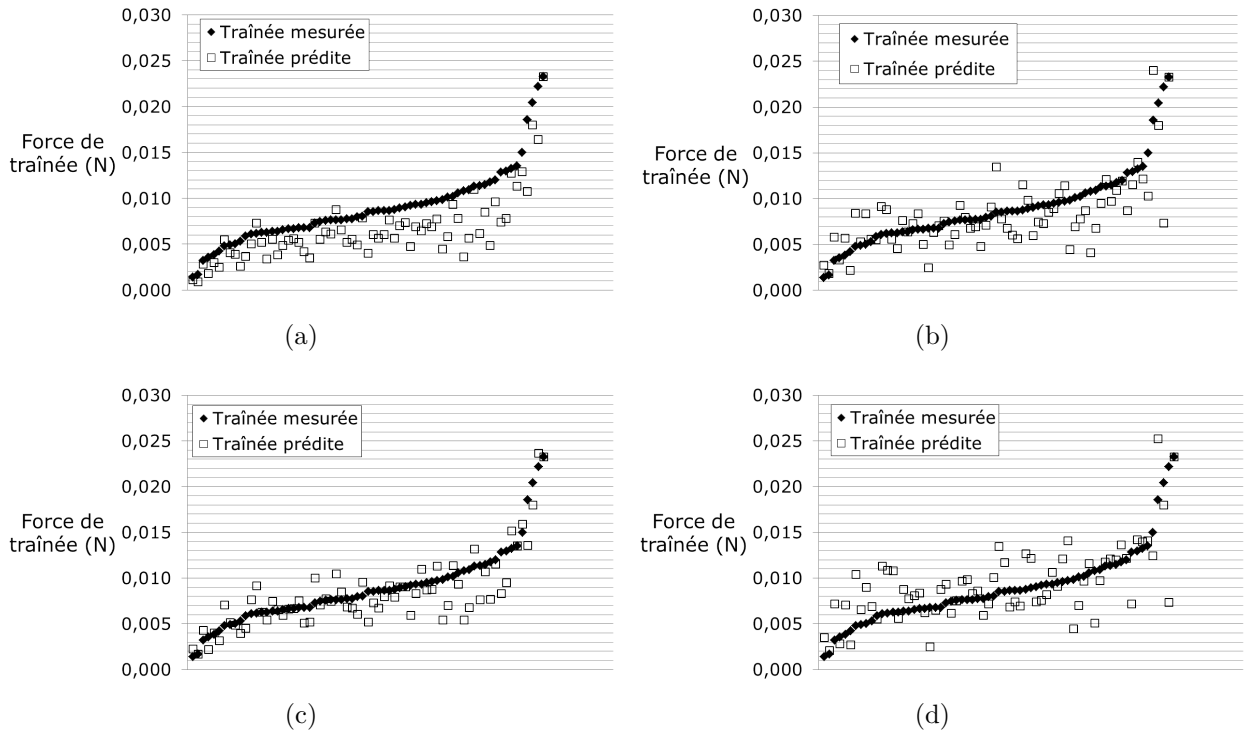 0,030
0,025
0,020
0,015
0,010
0,005
0,000
Force de
traînée (N)
Traînée mesurée
Traînée prédite
(a)
0,030
0,025
0,020
0,015
0,010
0,005
0,000
Force de
traînée (N)
Traînée mesurée
Traînée prédite
(b)
0,030
0,025
0,020
0,015
0,010
0,005
0,000
Force de
traînée (N)
Traînée mesurée
Traînée prédite
(c)
0,030
0,025
0,020
0,015
0,010
0,005
0,000
Force de
traînée (N)
Traînée mesurée
Traînée prédite
(d)